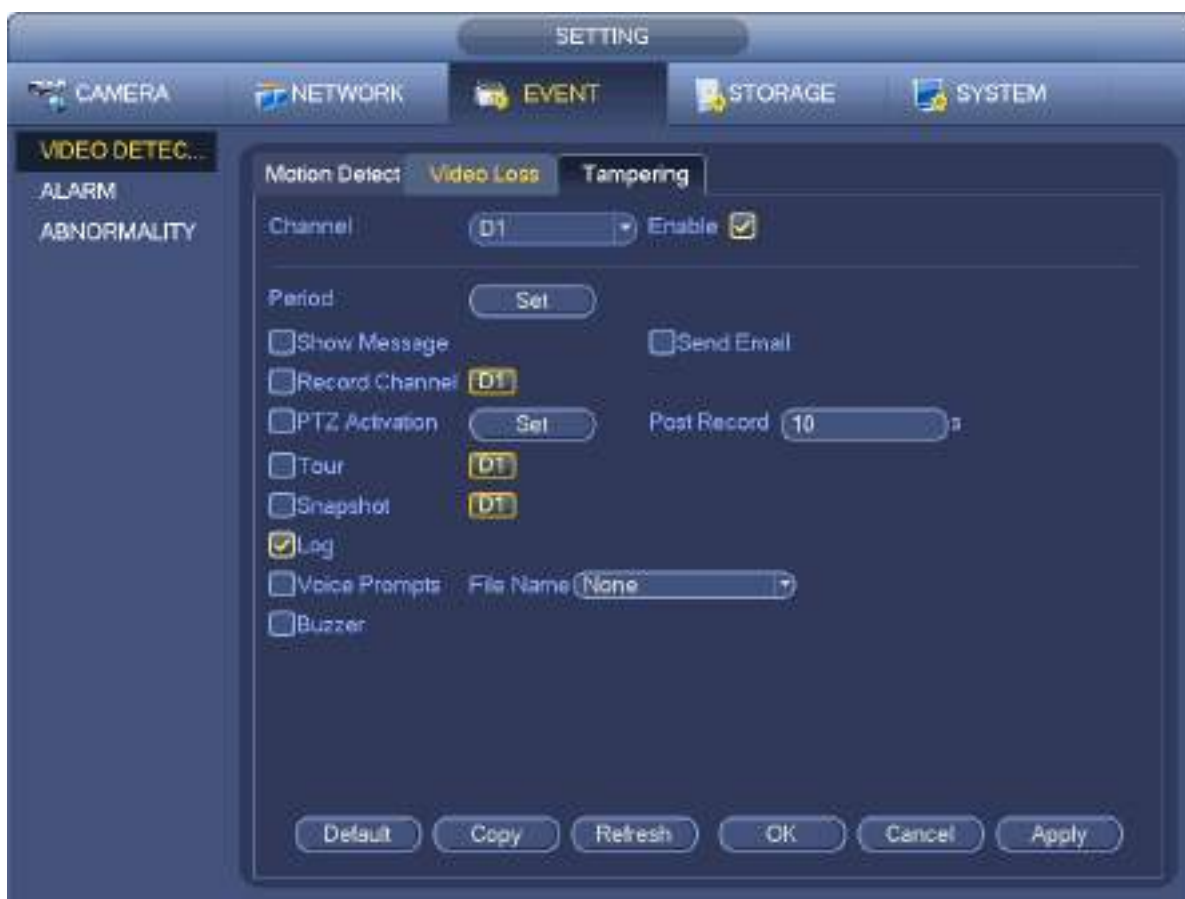 SETTING
CAMERA NETWORK EVENT STORAGE SYSTEM
VIDEO DETEC...
ALARM
ABNORMALITY
Motion Detect Video Loss Tampering
Channel D1 Enable
Period Set
Show Message Send Email
Record Channel D1
PTZ Activation Set Post Record 10 s
Tour D1
Snapshot D1
Log
Voice Prompts File Name None
Buzzer
Default Copy Refresh OK Cancel Apply